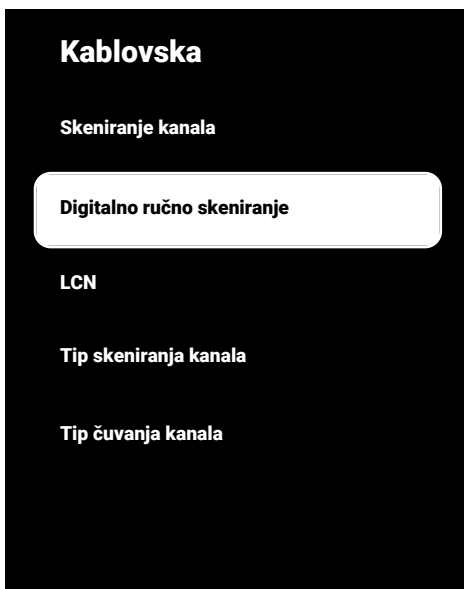 Kablovska
Skeniranje kanala
Digitalno ručno skeniranje
LCN
Tip skeniranja kanala
Tip čuvanja kanala